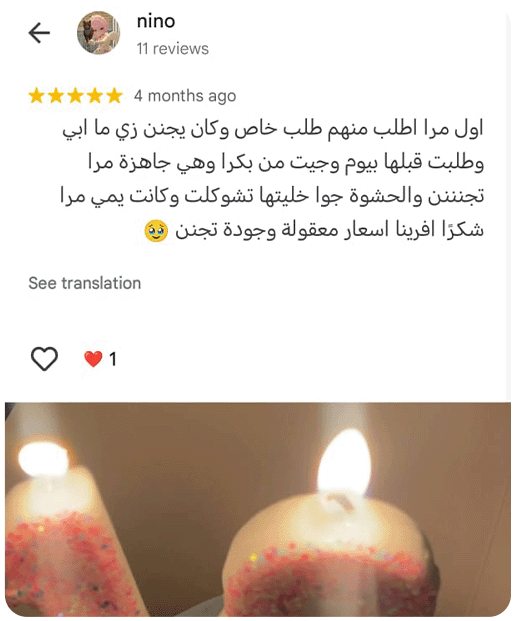 nino
11 reviews
4 months ago
اول مرا اطلب منهم طلب خاص وكان يجنن زي ما ابي
وطلبت قبلها بيوم وجيت من بكرا وهي جاهزة مرا
تجنننن والحشوة جوا خليتها تشوكلت وكانت يمي مرا
شكرًا افرينا اسعار معقولة وجودة تجنن 🥹
See translation
1